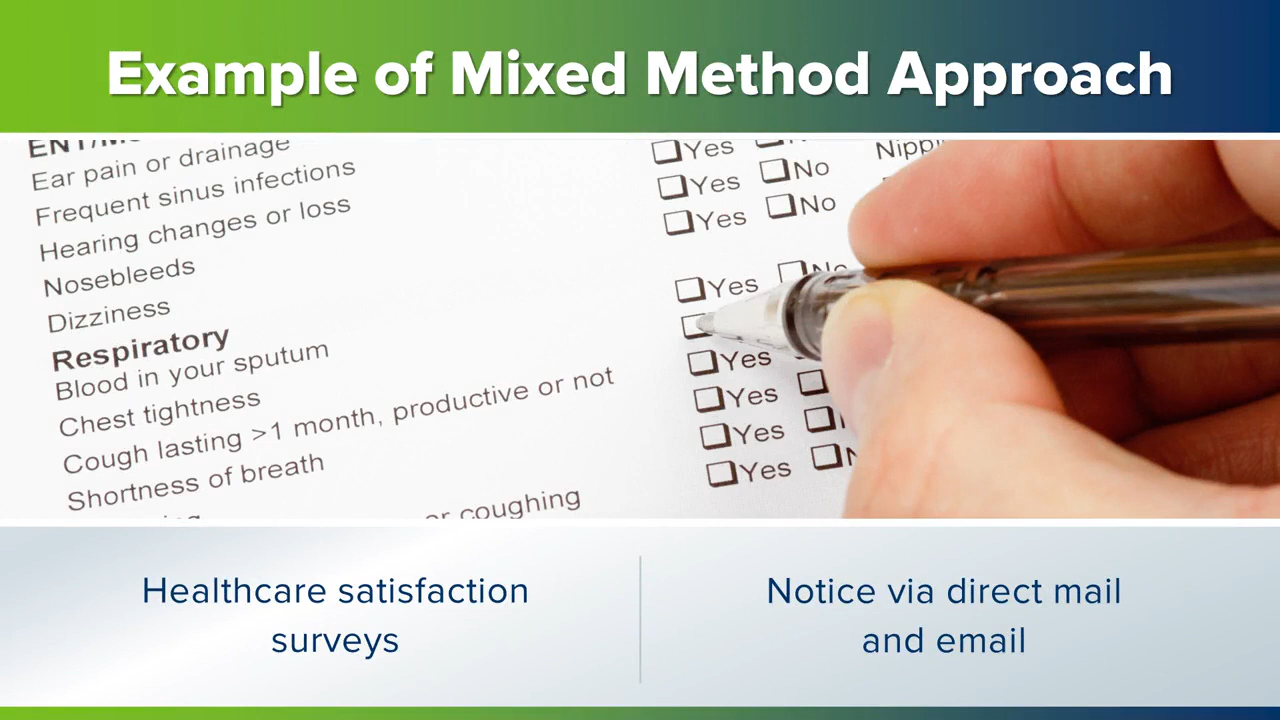 Example of Mixed Method Approach
Ear pain or drainage
Frequent sinus infections
Hearing changes or loss
Nosebleeds
Dizziness
Respiratory
Blood in your sputum
Chest tightness
Cough lasting >1 month, productive or not
Shortness of breath
or coughing
Yes
Yes No
Yes No
Yes No
Yes
Yes
Yes
Yes
Healthcare satisfaction
surveys
Notice via direct mail
and email